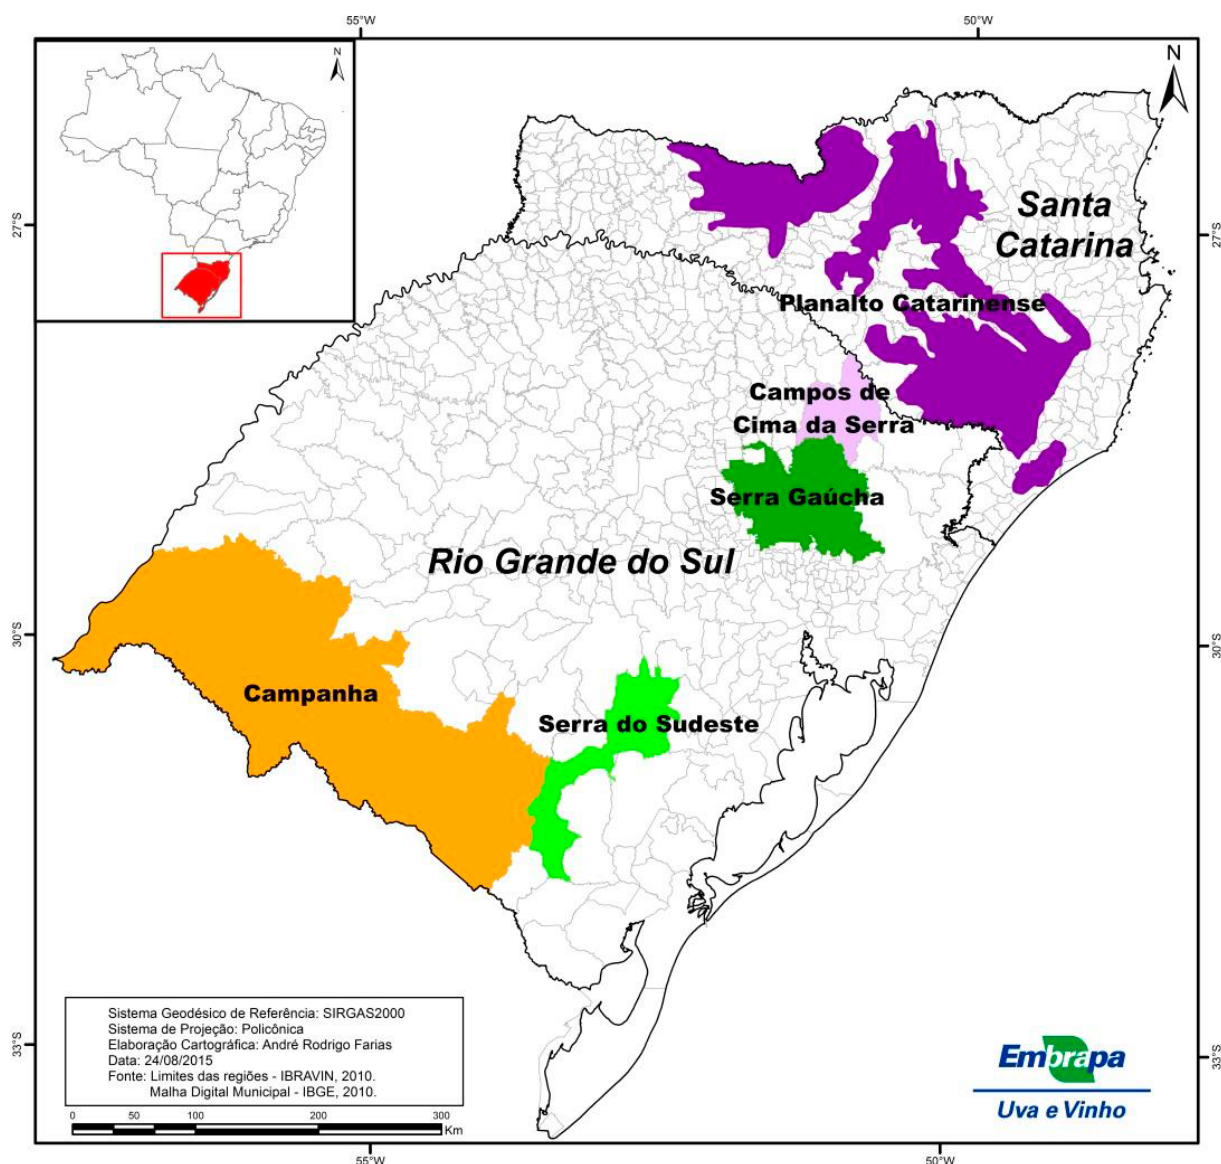 55°W
50°W
N
N
27°S
27°S
Santa
Catarina
Planalto Catarinense
Campos de
Cima da Serra
Serra Gaúcha
Rio Grande do Sul
30°S
30°S
Campanha
Serra do Sudeste
Sistema Geodésico de Referência: SIRGAS2000
Sistema de Projeção: Policônica
Elaboração Cartográfica: André Rodrigo Farias
Data: 24/08/2015
Fonte: Limites das regiões - IBRAVIN, 2010.
Malha Digital Municipal - IBGE, 2010.
0 50 100 200 300
Km
33°S
33°S
Embrapa
Uva e Vinho
55°W
50°W